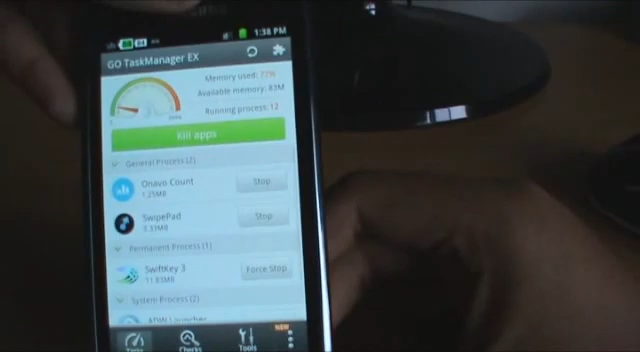 1:38 PM
GO TaskManager EX
Memory used: 77%
Available memory: 83M
Running process: 12
Kill apps
General Process (2)
Onavo Count
1.25MB
Stop
SwipePad
Stop
Permanent Process (1)
SwiftKey 3
11.83MB
Force Stop
System Process (2)
Launcher
NEW
Tasks
Checks
Tools